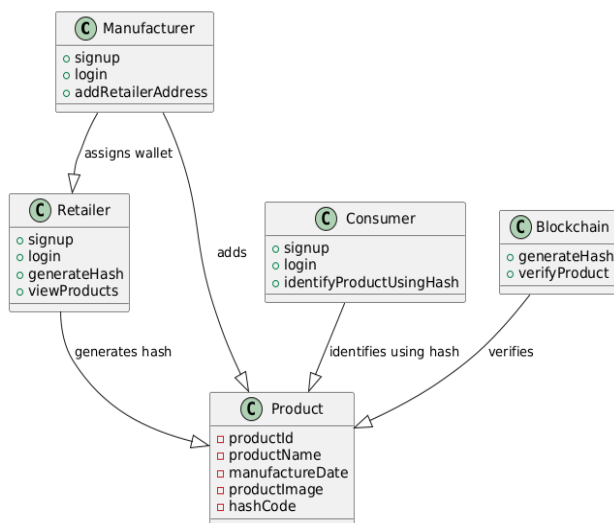 C Manufacturer
signup
login
addRetailerAddress
assigns wallet
C Retailer
signup
login
generateHash
viewProducts
C Consumer
signup
login
identifyProductUsingHash
C Blockchain
generateHash
verifyProduct
adds
generates hash
identifies using hash
verifies
C Product
productId
productName
manufactureDate
productImage
hashCode